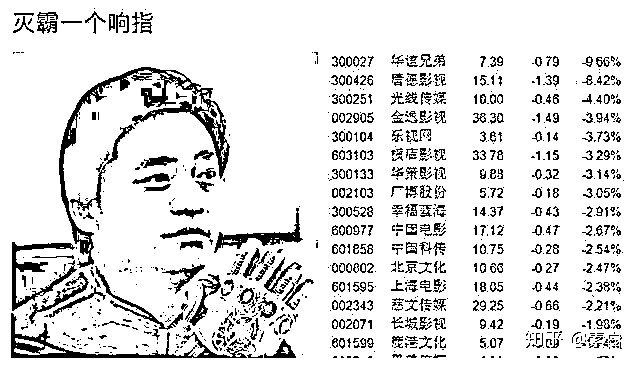 灭霸一个响指
300027 华谊兄弟 7.39 -0.79 -9.66%
300426 唐德影视 15.11 -1.39 -8.42%
300251 光线传媒 10.00 -0.46 -4.40%
002905 金逸影视 36.30 -1.49 -3.94%
300104 乐视网 3.61 -0.14 -3.73%
603103 横店影视 33.78 -1.15 -3.29%
300133 华策影视 9.88 -0.32 -3.14%
002103 广博股份 5.72 -0.18 -3.05%
300528 幸福蓝海 14.37 -0.43 -2.91%
600977 中国电影 17.12 -0.47 -2.67%
601858 中国科传 10.75 -0.28 -2.54%
000802 北京文化 10.66 -0.27 -2.47%
601595 上海电影 18.05 -0.44 -2.38%
002343 慈文传媒 29.25 -0.66 -2.21%
002071 长城影视 9.42 -0.19 -1.98%
601599 鹿港文化 5.07
知乎